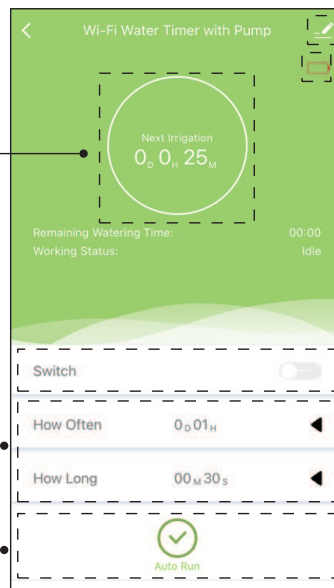 Wi-Fi Water Timer with Pump
Next Irrigation
0D 0H 25M
Remaining Watering Time: 00:00
Working Status: Idle
Switch
How Often 0D 01H
How Long 00M 30S
Auto Run